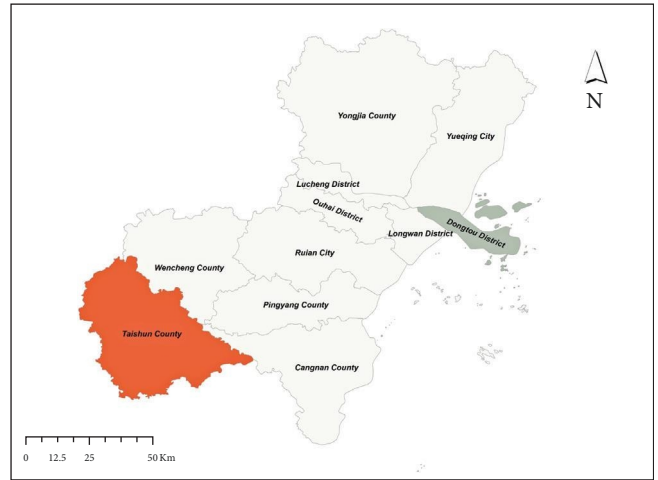 N
Yongjia County
Yueqing City
Lucheng District
Ouhai District
Longwan District
Dongtou District
Ruian City
Wencheng County
Pingyang County
Taishun County
Cangnan County
0 12.5 25 50 Km